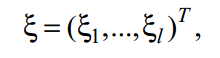 ξ = (ξ₁,...,ξₗ)ᵀ,